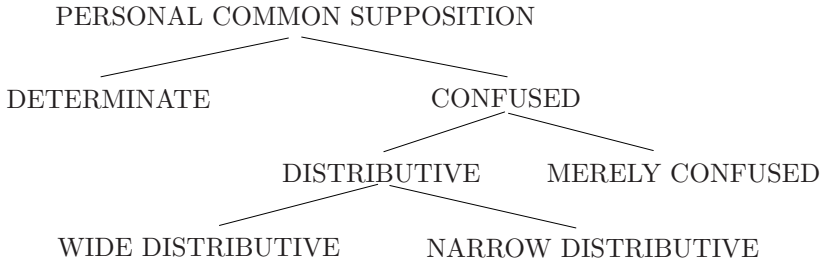 PERSONAL COMMON SUPPOSITION
DETERMINATE CONFUSED
DISTRIBUTIVE MERELY CONFUSED
WIDE DISTRIBUTIVE NARROW DISTRIBUTIVE